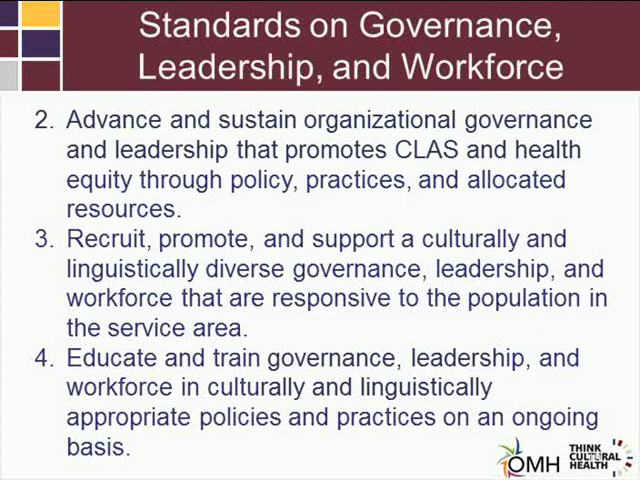 Standards on Governance,
Leadership, and Workforce
2. Advance and sustain organizational governance
and leadership that promotes CLAS and health
equity through policy, practices, and allocated
resources.
3. Recruit, promote, and support a culturally and
linguistically diverse governance, leadership, and
workforce that are responsive to the population in
the service area.
4. Educate and train governance, leadership, and
workforce in culturally and linguistically
appropriate policies and practices on an ongoing
basis.
OMH
THINK
CULTURAL
HEALTH